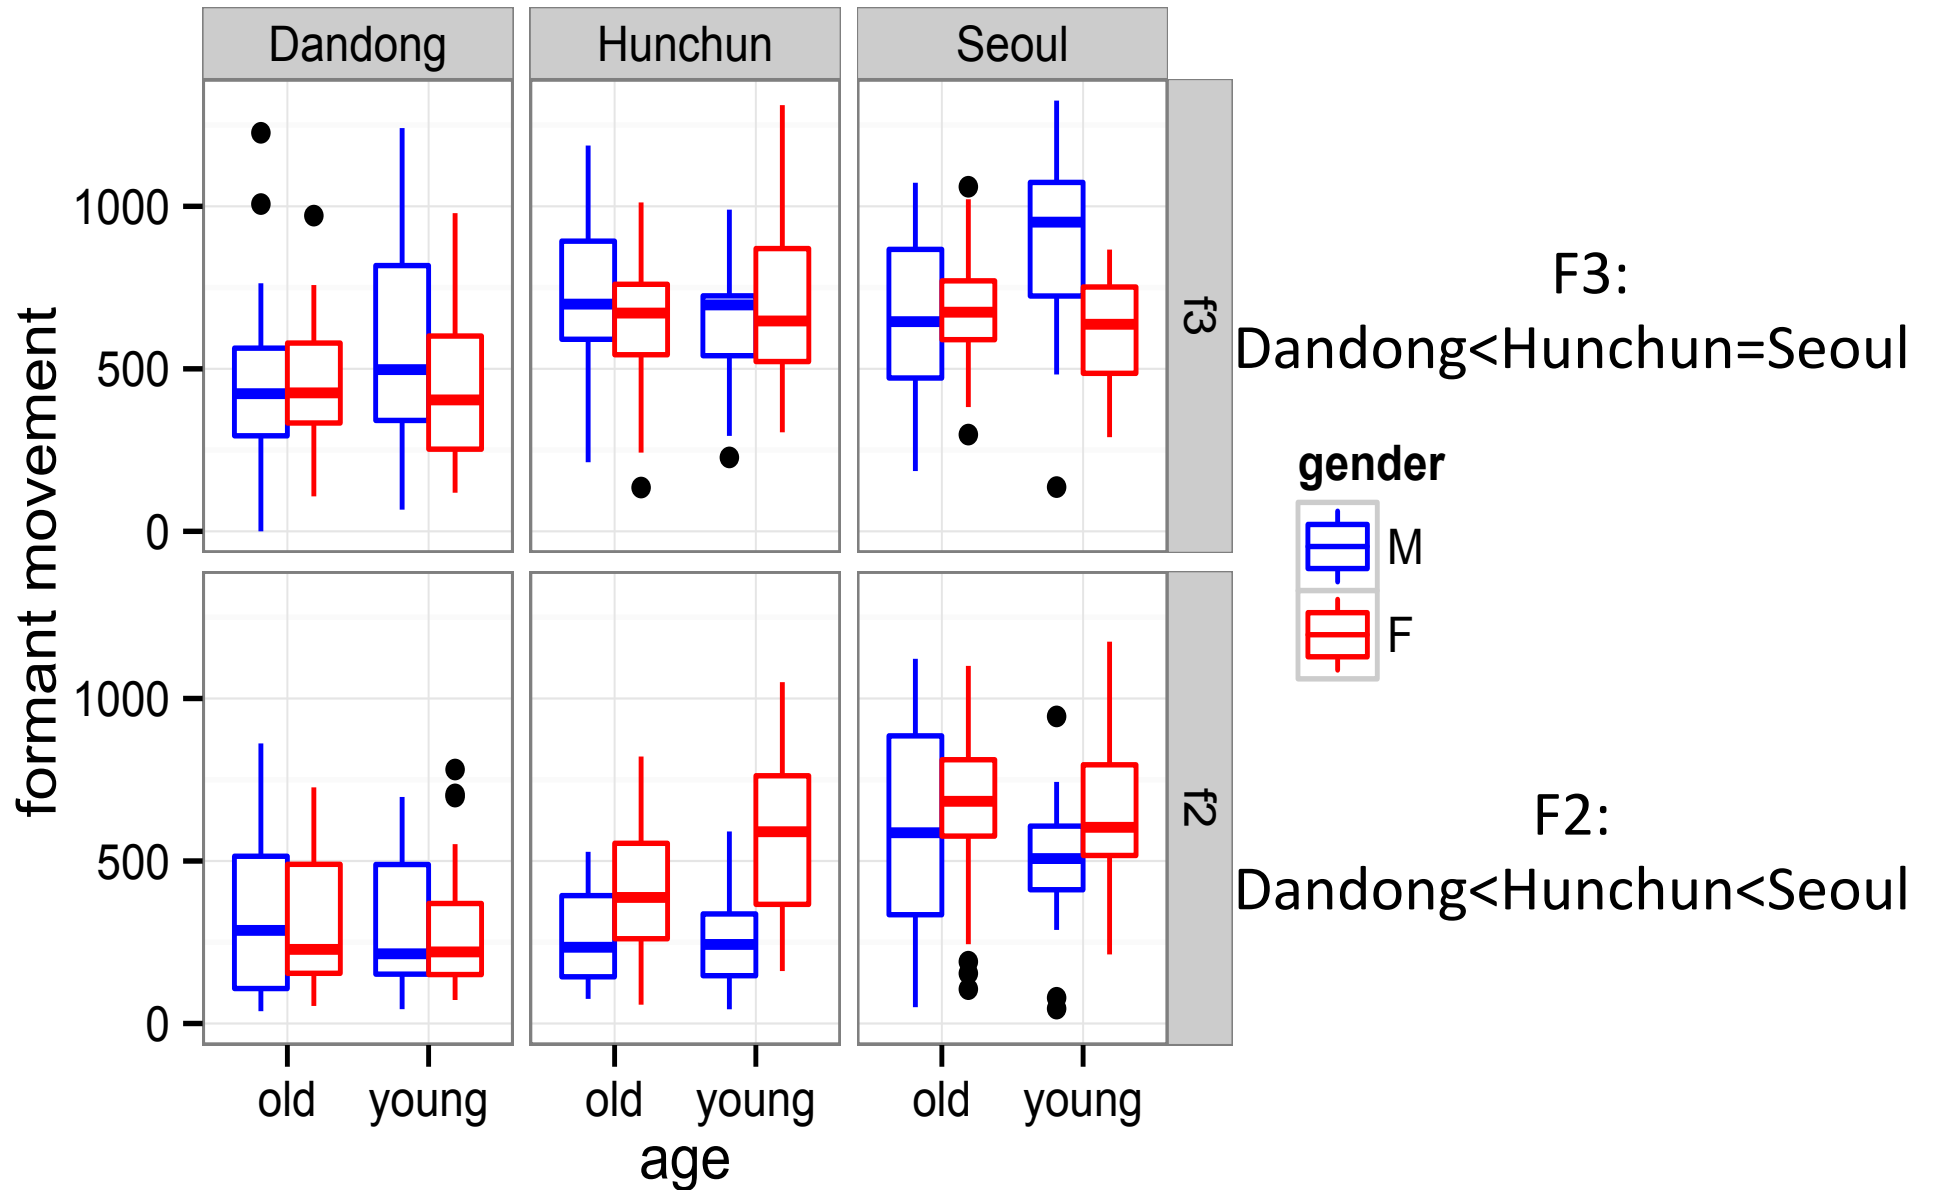 Dandong
Hunchun
Seoul
formant movement
1000
500
0
f3
F3:
Dandong<Hunchun=Seoul
gender
M
F
1000
500
0
f2
F2:
Dandong<Hunchun<Seoul
old
young
old
young
old
young
age